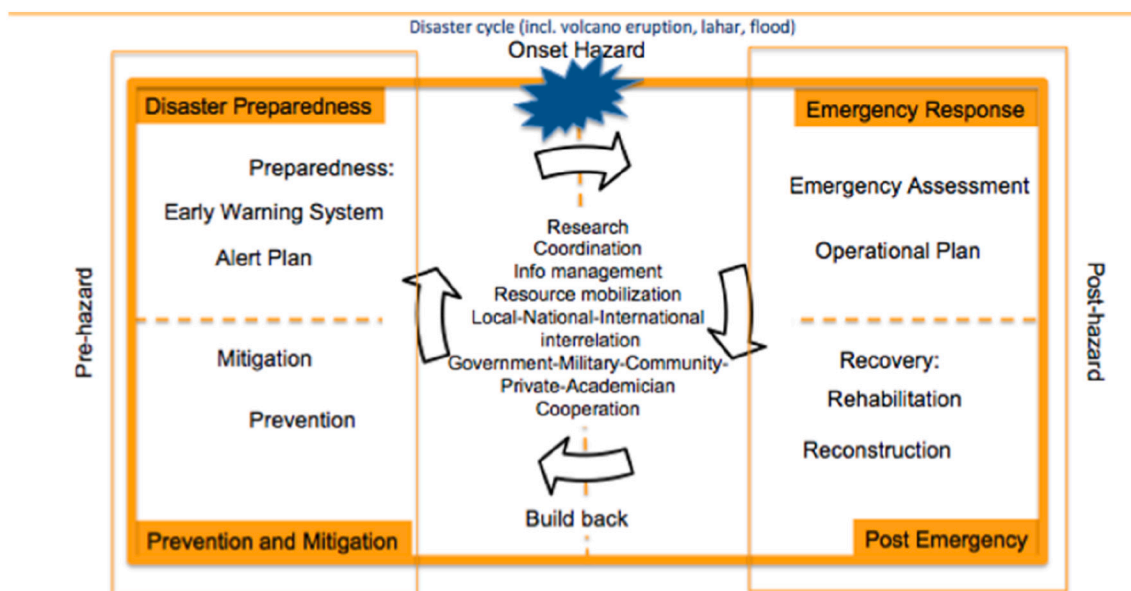 Disaster cycle (incl. volcano eruption, lahar, flood)
Onset Hazard
Pre-hazard
Disaster Preparedness
Preparedness:
Early Warning System
Alert Plan
Mitigation
Prevention
Prevention and Mitigation
Research
Coordination
Info management
Resource mobilization
Local-National-International
interrelation
Government-Military-Community-
Private-Academician
Cooperation
Build back
Emergency Response
Emergency Assessment
Operational Plan
Recovery:
Rehabilitation
Reconstruction
Post Emergency
Post-hazard